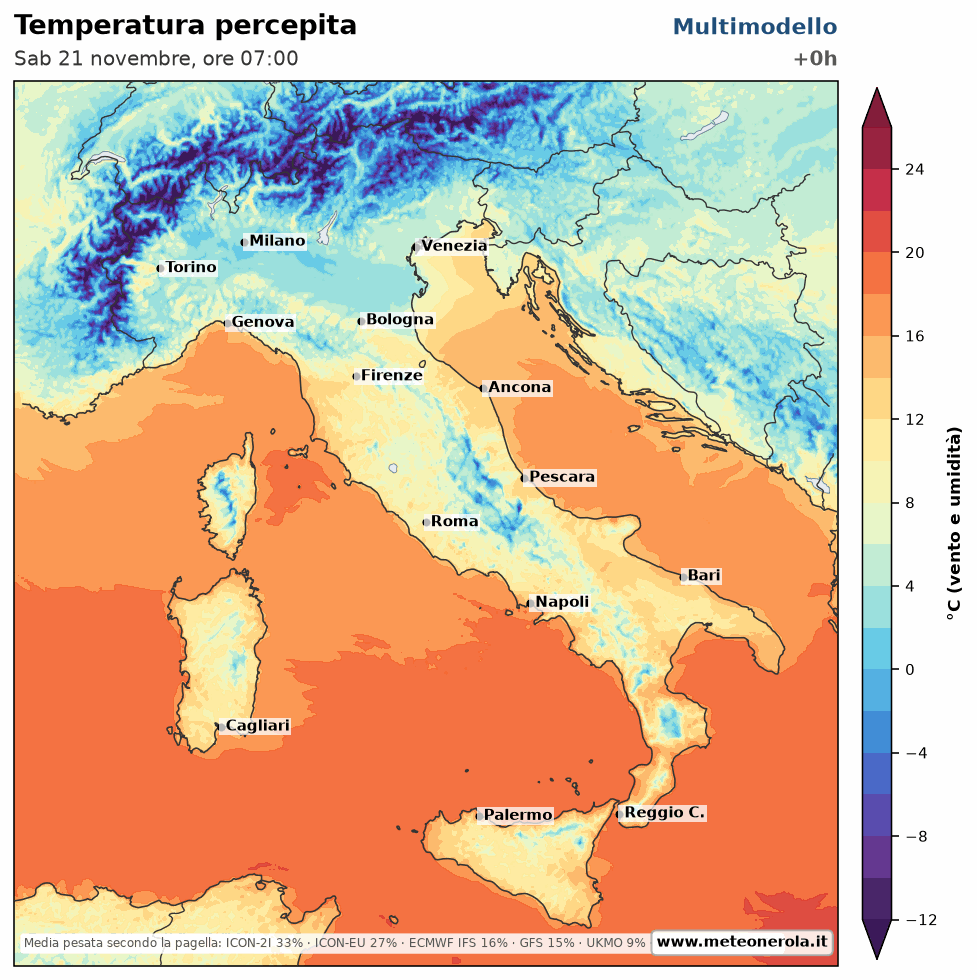 Temperatura percepita
Multimodello
Sab 21 novembre, ore 07:00
+0h
Milano
Venezia
Torino
Genova
Bologna
Firenze
Ancona
Pescara
Roma
Bari
Napoli
Cagliari
Palermo
Reggio C.
24
20
16
12
8
4
0
−4
−8
−12
°C (vento e umidità)
Media pesata secondo la pagella: ICON-2I 33% · ICON-EU 27% · ECMWF IFS 16% · GFS 15% · UKMO 9%
www.meteonerola.it